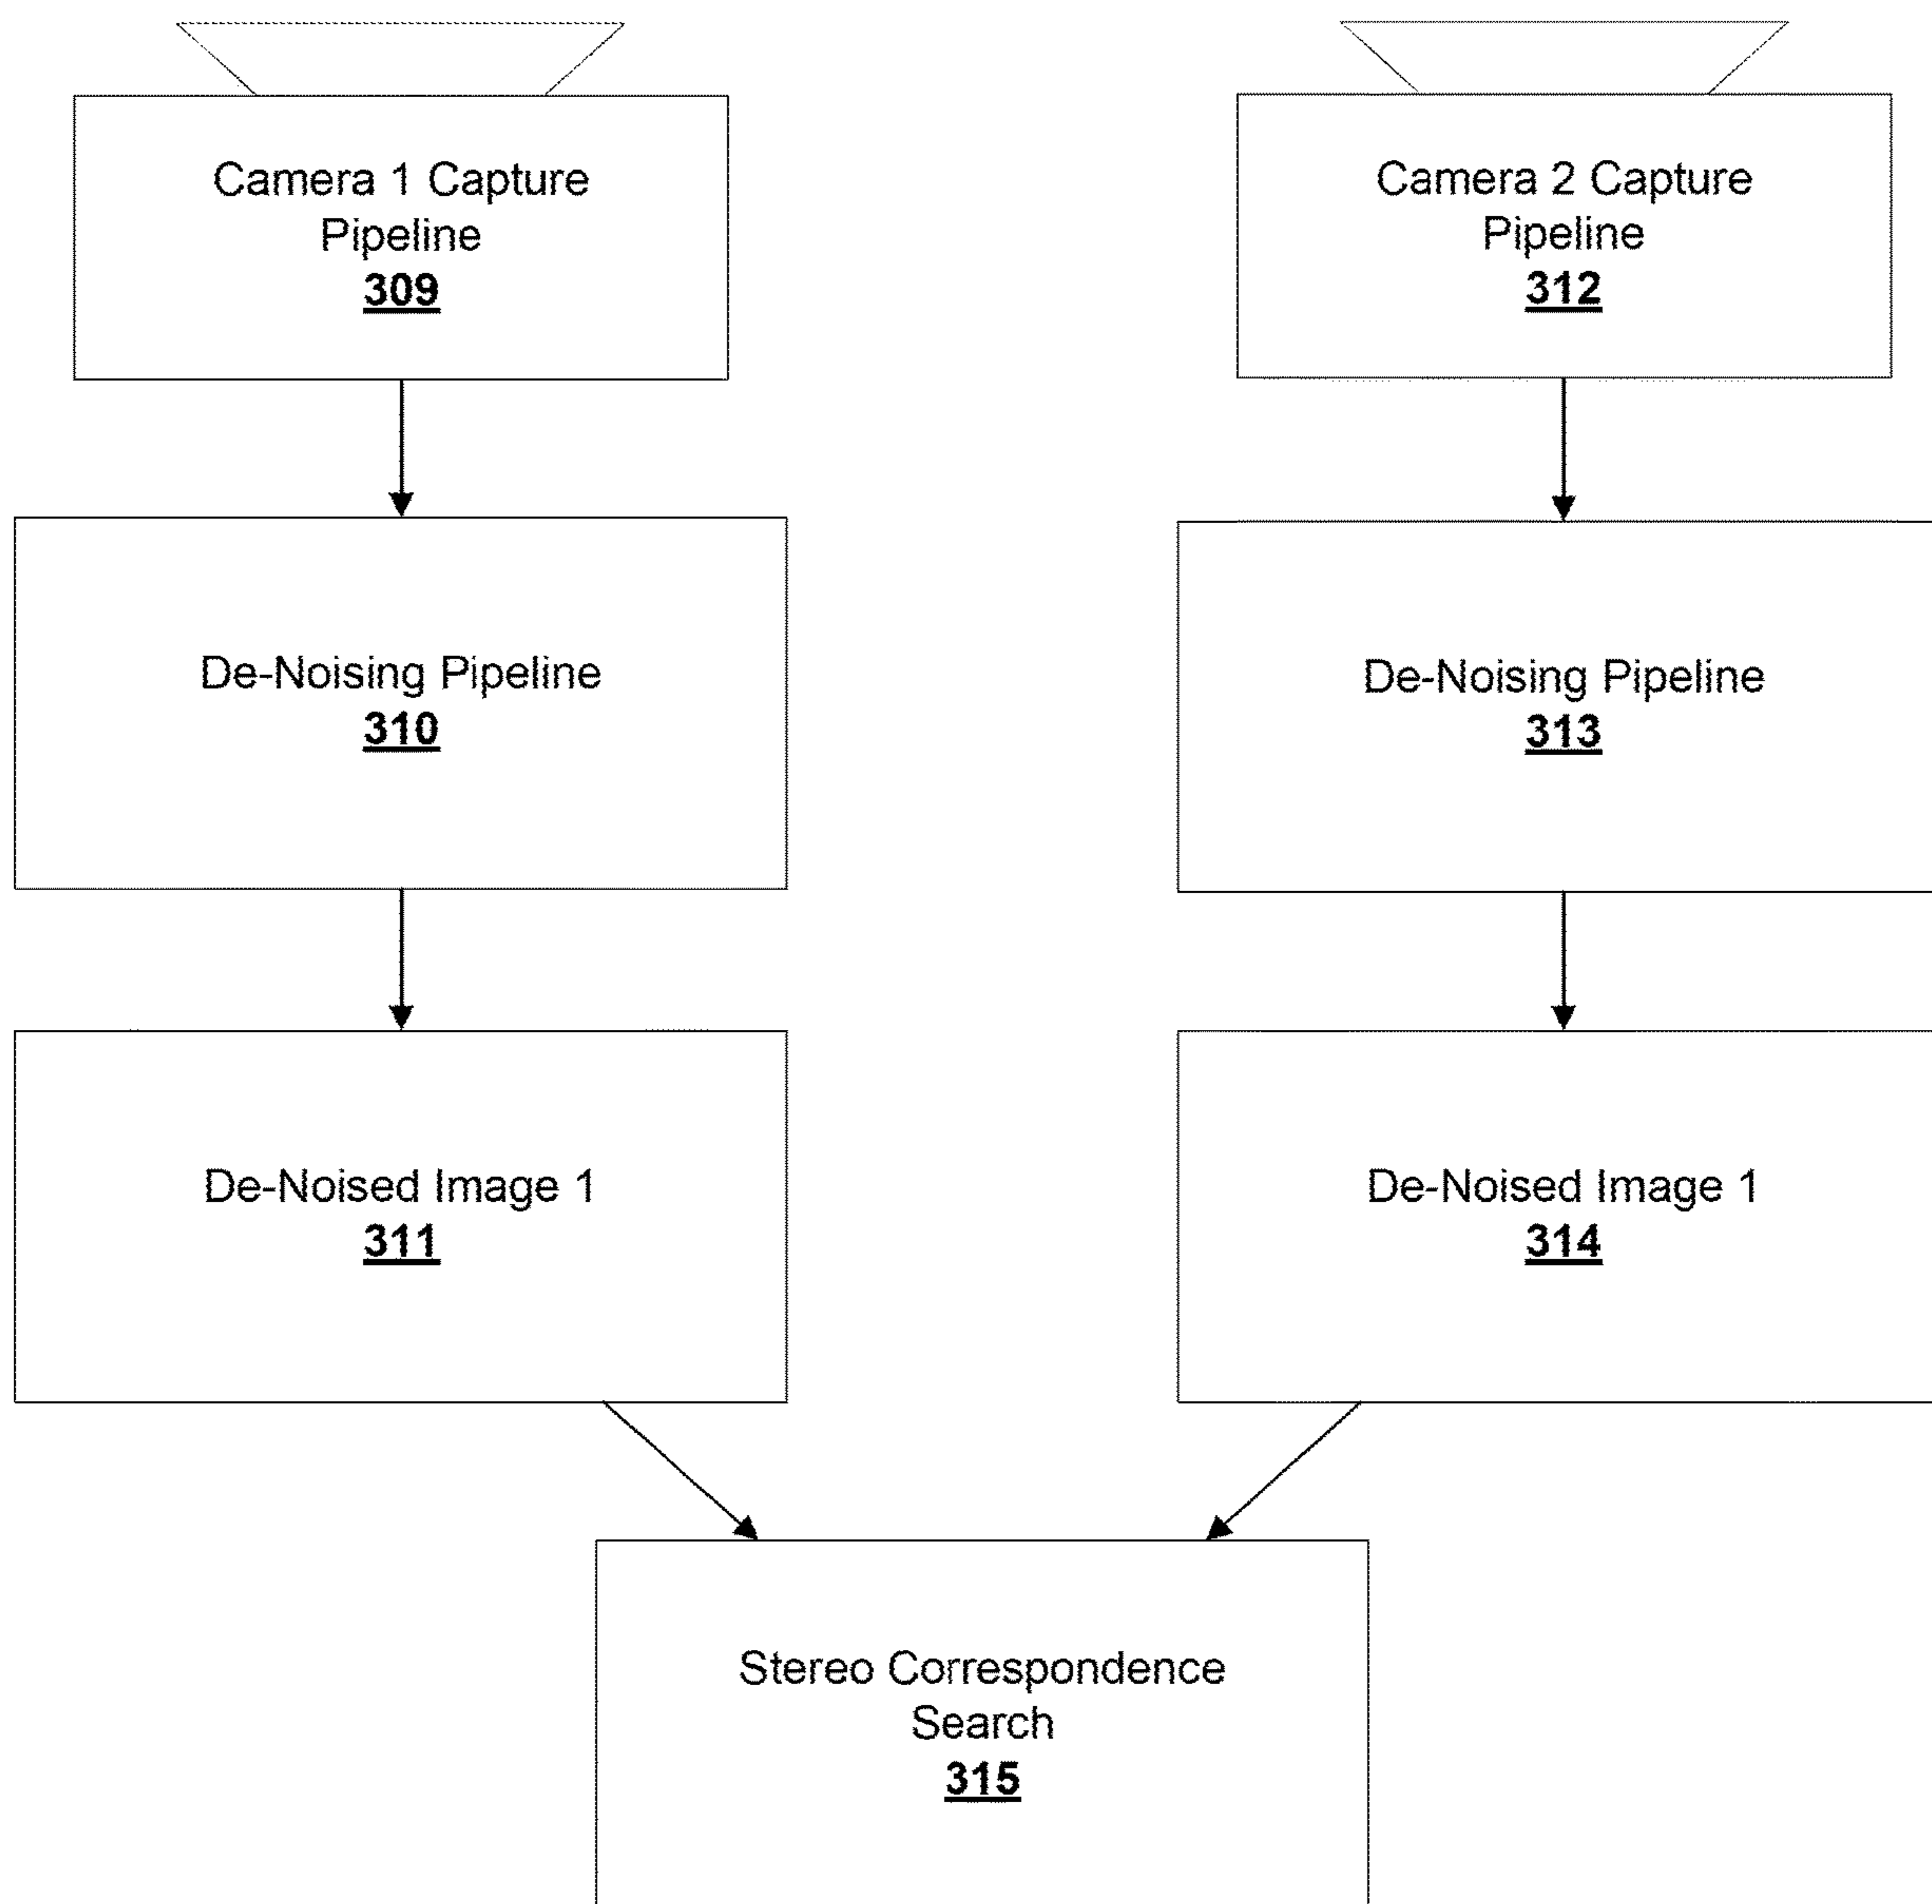 Camera 1 Capture
Pipeline
309
Camera 2 Capture
Pipeline
312
De-Noising Pipeline
310
De-Noising Pipeline
313
De-Noised Image 1
311
De-Noised Image 1
314
Stereo Correspondence
Search
315